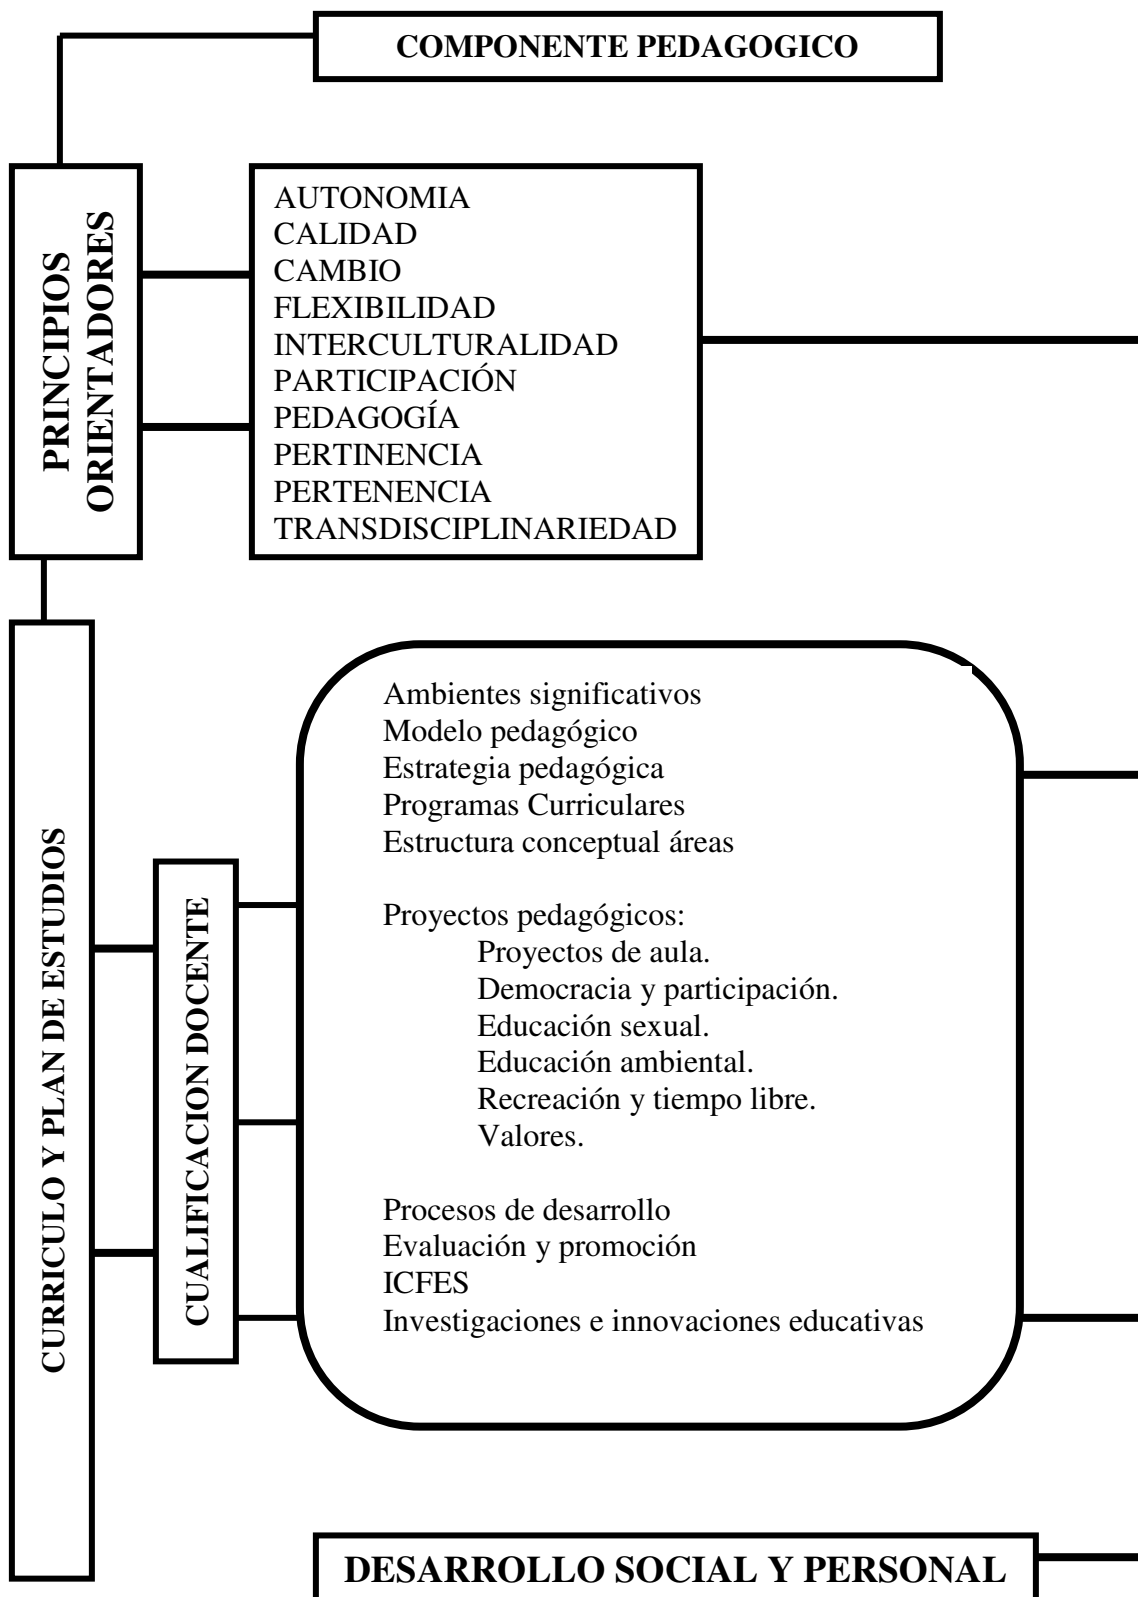 COMPONENTE PEDAGOGICO
PRINCIPIOS
ORIENTADORES
AUTONOMIA
CALIDAD
CAMBIO
FLEXIBILIDAD
INTERCULTURALIDAD
PARTICIPACIÓN
PEDAGOGÍA
PERTINENCIA
PERTENENCIA
TRANSDISCIPLINARIEDAD
CURRICULO Y PLAN DE ESTUDIOS
CUALIFICACION DOCENTE
Ambientes significativos
Modelo pedagógico
Estrategia pedagógica
Programas Curriculares
Estructura conceptual áreas
Proyectos pedagógicos:
Proyectos de aula.
Democracia y participación.
Educación sexual.
Educación ambiental.
Recreación y tiempo libre.
Valores.
Procesos de desarrollo
Evaluación y promoción
ICFES
Investigaciones e innovaciones educativas
DESARROLLO SOCIAL Y PERSONAL